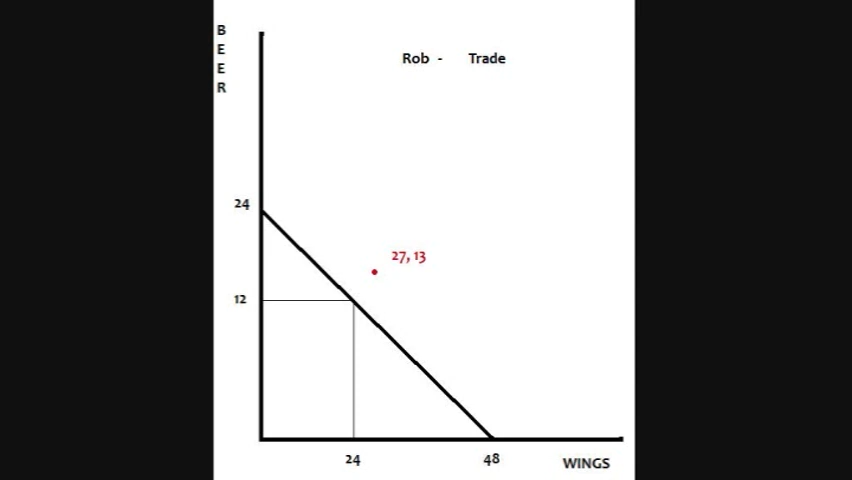 B
E
E
R
Rob - Trade
24
27, 13
12
24
48
WINGS